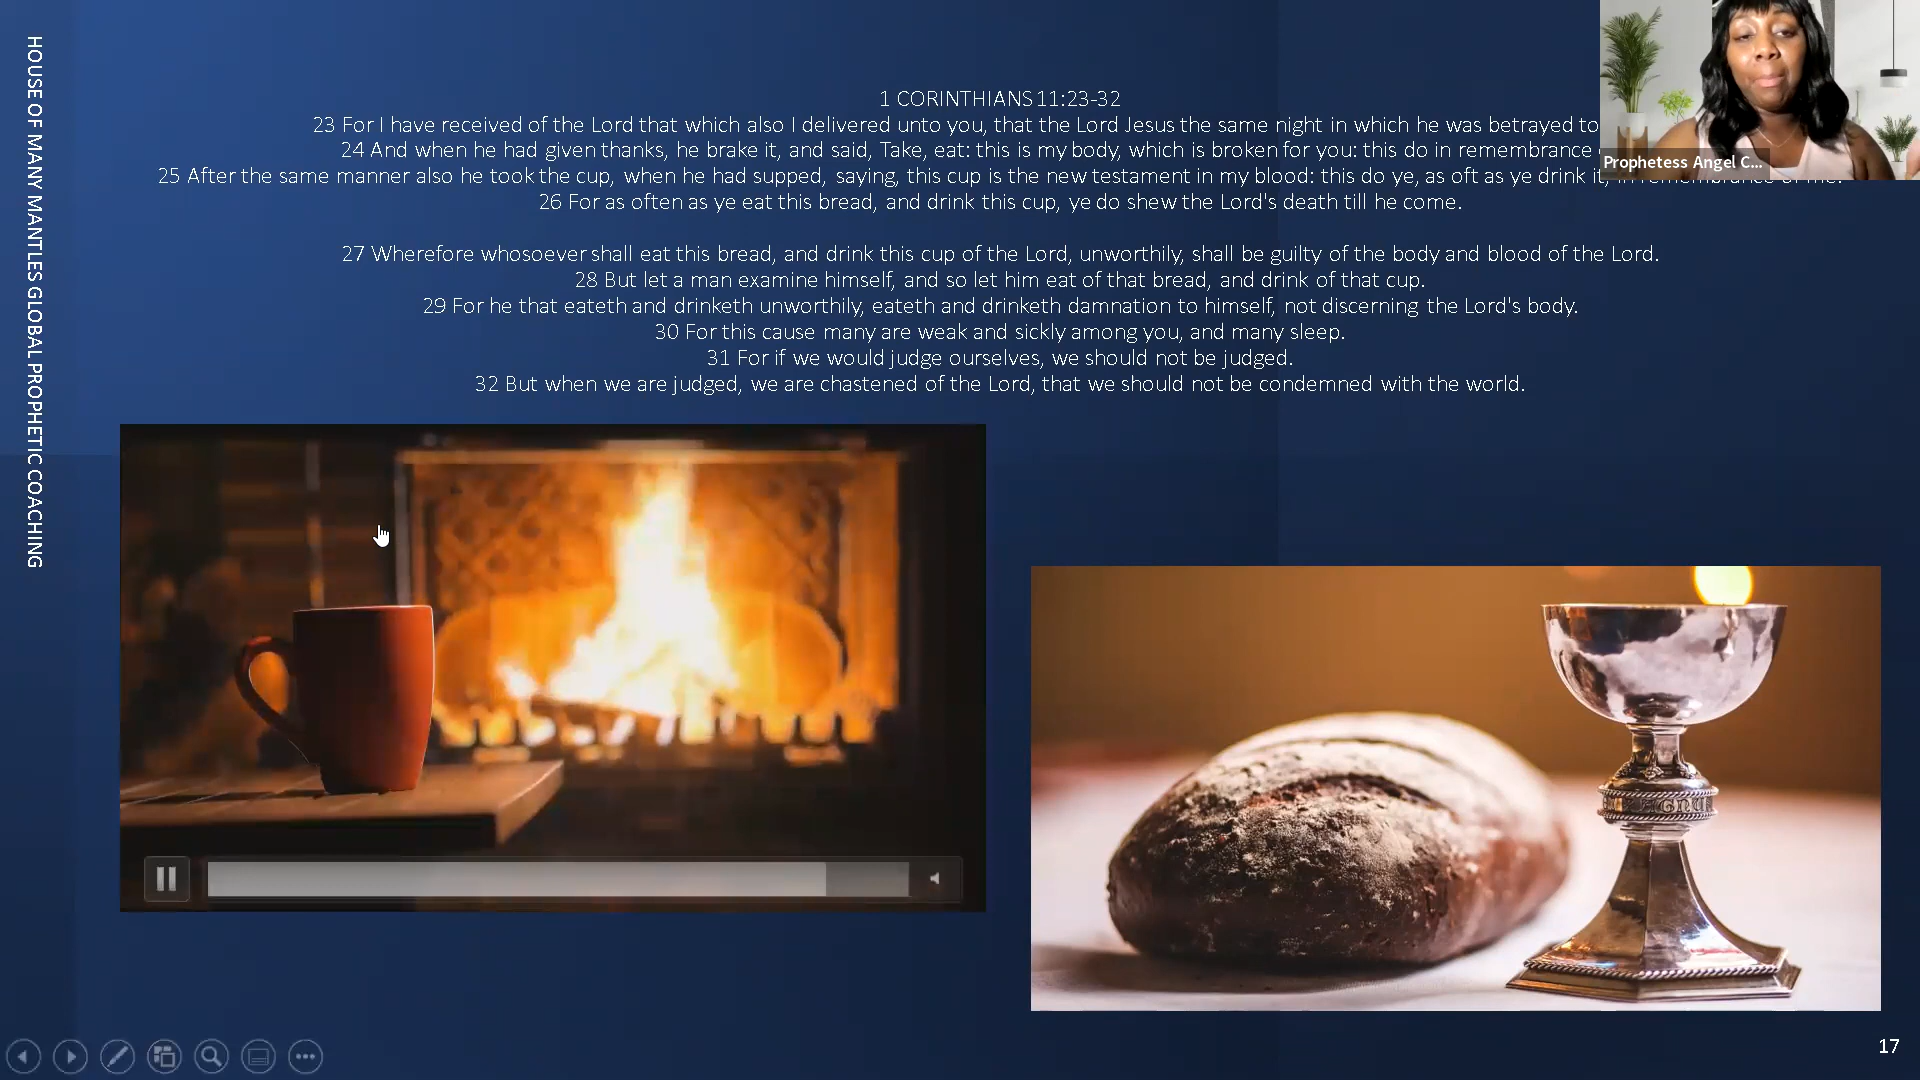 HOUSE OF MANY MANTLES GLOBAL PROPHETIC COACHING
1 CORINTHIANS 11:23-32
23 For I have received of the Lord that which also I delivered unto you, that the Lord Jesus the same night in which he was betrayed to
24 And when he had given thanks, he brake it, and said, Take, eat: this is my body, which is broken for you: this do in remembrance
25 After the same manner also he took the cup, when he had supped, saying, this cup is the new testament in my blood: this do ye, as oft as ye drink it,
26 For as often as ye eat this bread, and drink this cup, ye do shew the Lord's death till he come.
27 Wherefore whosoever shall eat this bread, and drink this cup of the Lord, unworthily, shall be guilty of the body and blood of the Lord.
28 But let a man examine himself, and so let him eat of that bread, and drink of that cup.
29 For he that eateth and drinketh unworthily, eateth and drinketh damnation to himself, not discerning the Lord's body.
30 For this cause many are weak and sickly among you, and many sleep.
31 For if we would judge ourselves, we should not be judged.
32 But when we are judged, we are chastened of the Lord, that we should not be condemned with the world.
Prophetess Angel C...
17